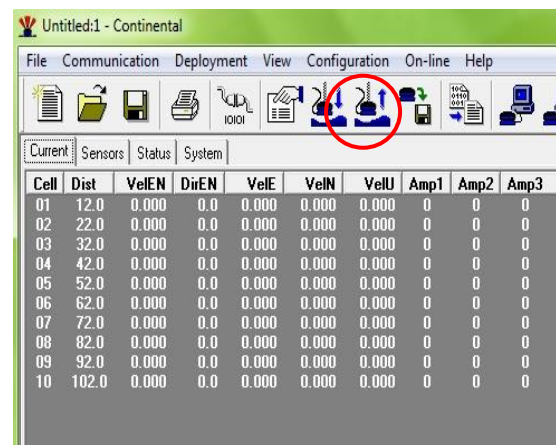 Untitled:1 - Continental
File Communication Deployment View Configuration On-line Help
Current Sensors Status System
Cell Dist VelEN DirEN VelE VelN VelU Amp1 Amp2 Amp3
01 12.0 0.000 0.0 0.000 0.000 0.000 0 0 0
02 22.0 0.000 0.0 0.000 0.000 0.000 0 0 0
03 32.0 0.000 0.0 0.000 0.000 0.000 0 0 0
04 42.0 0.000 0.0 0.000 0.000 0.000 0 0 0
05 52.0 0.000 0.0 0.000 0.000 0.000 0 0 0
06 62.0 0.000 0.0 0.000 0.000 0.000 0 0 0
07 72.0 0.000 0.0 0.000 0.000 0.000 0 0 0
08 82.0 0.000 0.0 0.000 0.000 0.000 0 0 0
09 92.0 0.000 0.0 0.000 0.000 0.000 0 0 0
10 102.0 0.000 0.0 0.000 0.000 0.000 0 0 0